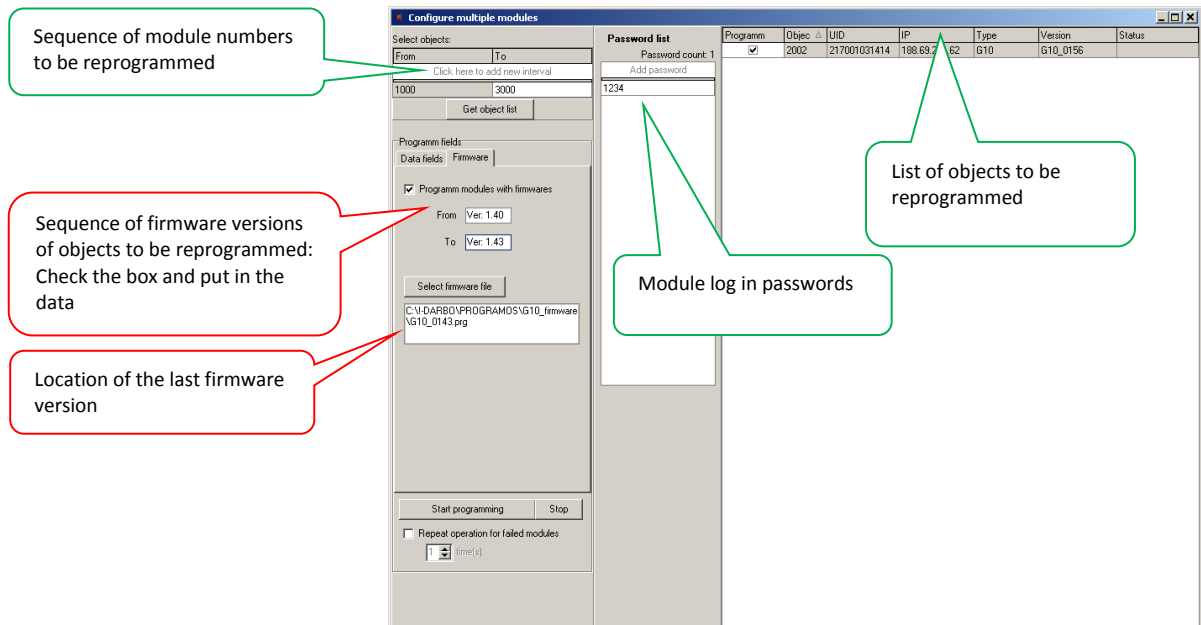 Configure multiple modules
Sequence of module numbers
to be reprogrammed
Select objects:
From To
Click here to add new interval
1000 3000
Get object list
Password list
Password count: 1
Add password
1234
Programm Objec UID IP Type Version Status
2002 217001031414 188.69.2 62 G10 G10_0156
List of objects to be
reprogrammed
Module log in passwords
Programm fields
Data fields Firmware
Programm modules with firmwares
From Ver: 1.40
To Ver: 1.43
Sequence of firmware versions
of objects to be reprogrammed:
Check the box and put in the
data
Select firmware file
C:\!-DARBO\PROGRAMOS\G10_firmware
\G10_0143.prg
Location of the last firmware
version
Start programming Stop
Repeat operation for failed modules
1 time(s)